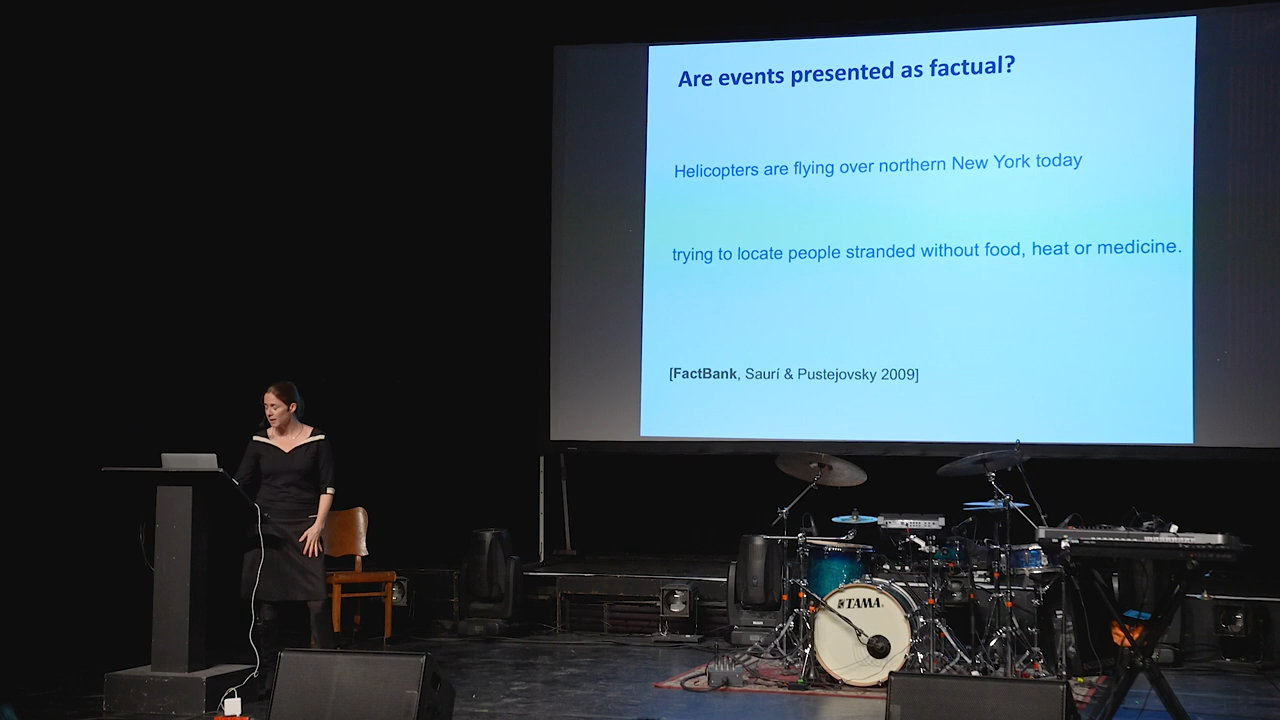 Are events presented as factual?
Helicopters are flying over northern New York today
trying to locate people stranded without food, heat or medicine.
[FactBank, Saurí & Pustejovsky 2009]
TAMA